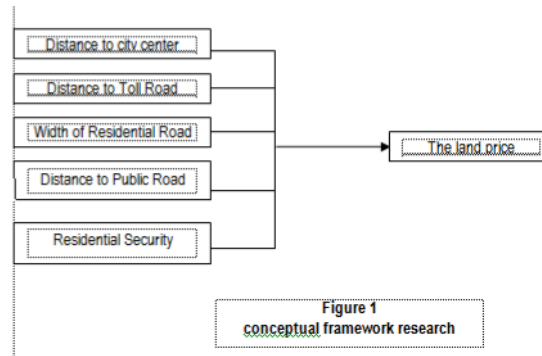 Distance to city center
Distance to Toll Road
Width of Residential Road
Distance to Public Road
Residential Security
The land price
Figure 1
conceptual framework research